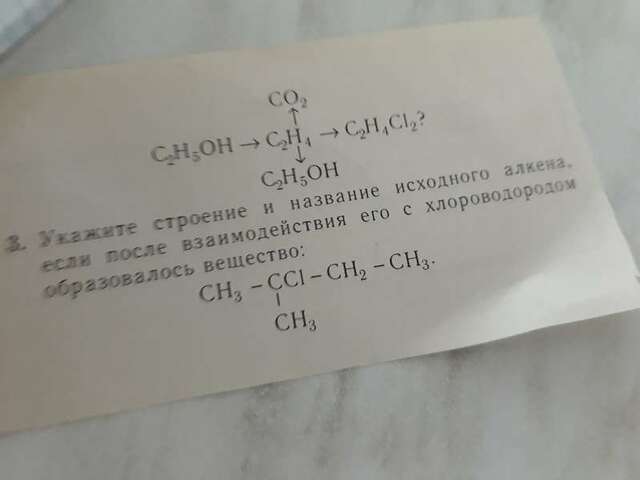 CO₂
↑
C₂H₅OH → C₂H₄ → C₂H₄Cl₂?
↓
C₂H₅OH
3. Укажите строение и название исходного алкена,
если после взаимодействия его с хлороводородом
образовалось вещество:
CH₃ – CCl – CH₂ – CH₃.
|
CH₃